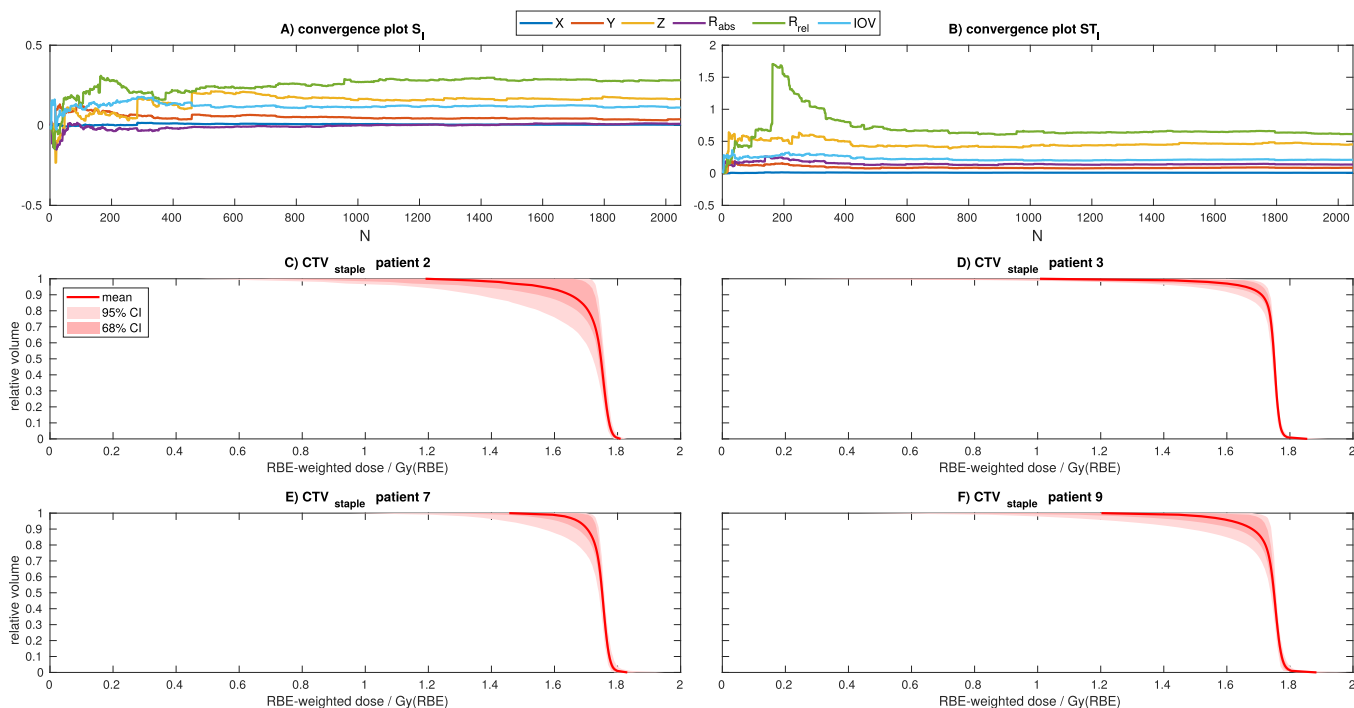 X Y Z R_abs R_rel IOV
A) convergence plot S_I
B) convergence plot ST_I
0.5
0
-0.5
0 200 400 600 800 1000 1200 1400 1600 1800 2000
N
2
1.5
1
0.5
0
-0.5
0 200 400 600 800 1000 1200 1400 1600 1800 2000
N
C) CTV staple patient 2
mean
95% CI
68% CI
relative volume
1
0.9
0.8
0.7
0.6
0.5
0.4
0.3
0.2
0.1
0
0 0.2 0.4 0.6 0.8 1 1.2 1.4 1.6 1.8 2
RBE-weighted dose / Gy(RBE)
D) CTV staple patient 3
0 0.2 0.4 0.6 0.8 1 1.2 1.4 1.6 1.8 2
RBE-weighted dose / Gy(RBE)
E) CTV staple patient 7
relative volume
1
0.9
0.8
0.7
0.6
0.5
0.4
0.3
0.2
0.1
0
0 0.2 0.4 0.6 0.8 1 1.2 1.4 1.6 1.8 2
RBE-weighted dose / Gy(RBE)
F) CTV staple patient 9
0 0.2 0.4 0.6 0.8 1 1.2 1.4 1.6 1.8 2
RBE-weighted dose / Gy(RBE)